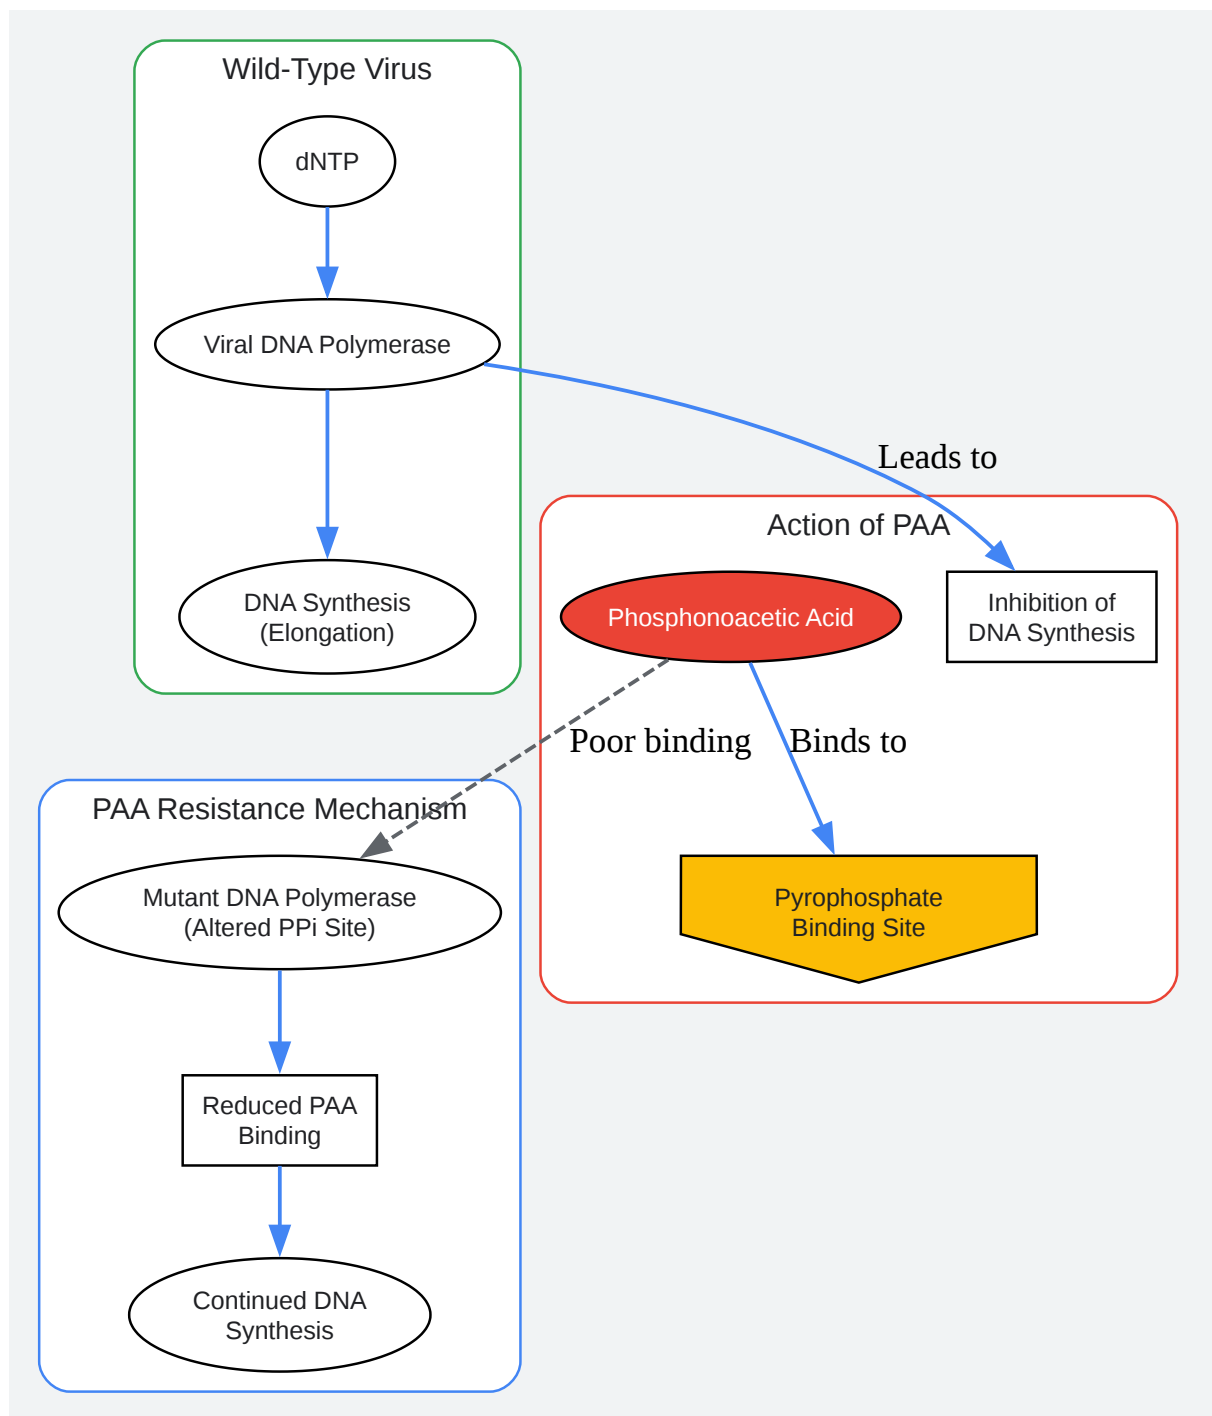 Wild-Type Virus
dNTP
Viral DNA Polymerase
Leads to
DNA Synthesis
(Elongation)
Action of PAA
Phosphonoacetic Acid
Inhibition of
DNA Synthesis
Poor binding
Binds to
Pyrophosphate
Binding Site
PAA Resistance Mechanism
Mutant DNA Polymerase
(Altered PPi Site)
Reduced PAA
Binding
Continued DNA
Synthesis